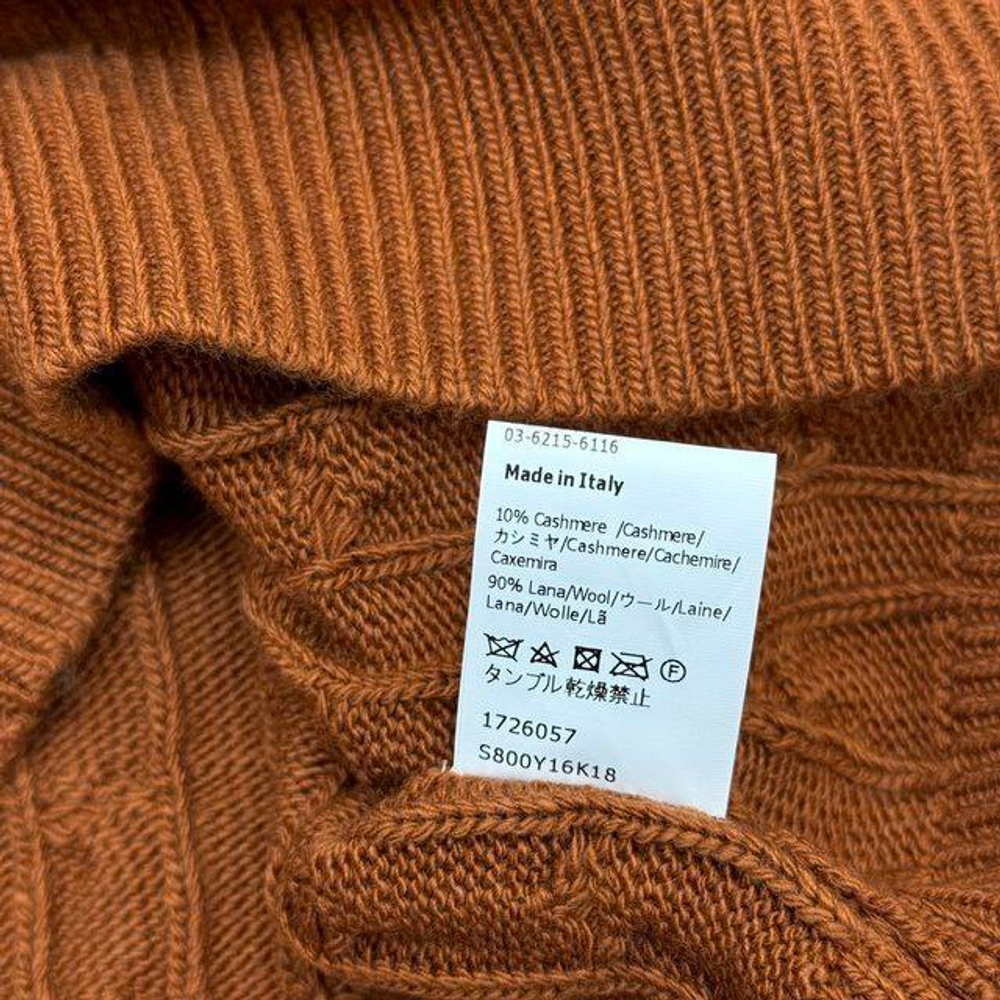 03-6215-6116
Made in Italy
10% Cashmere /Cashmere/
カシミヤ/Cashmere/Cachemire/
Caxemira
90% Lana/Wool/ウール/Laine/
Lana/Wolle/Lã
F
タンブル乾燥禁止
1726057
S800Y16K18